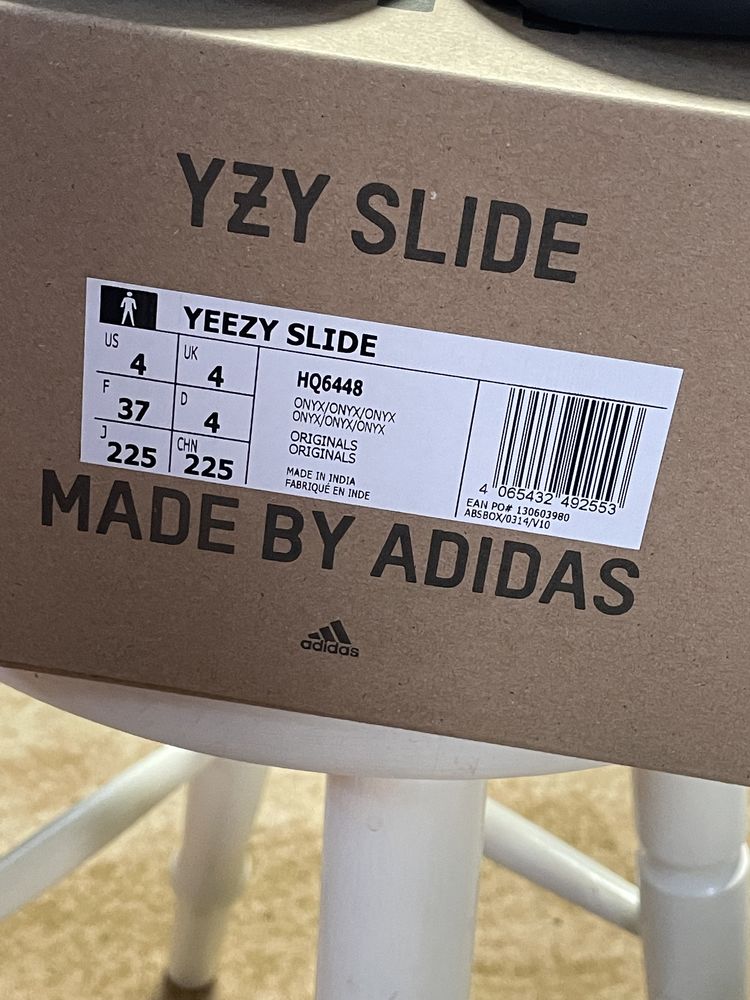 YZY SLIDE
YEEZY SLIDE
US 4 UK 4
F 37 D 4
J 225 CHN 225
HQ6448
ONYX/ONYX/ONYX
ONYX/ONYX/ONYX
ORIGINALS
ORIGINALS
MADE IN INDIA
FABRIQUÉ EN INDE
4 065432 492553
EAN PO# 130603980
ABSBOX/0314/V10
MADE BY ADIDAS
adidas